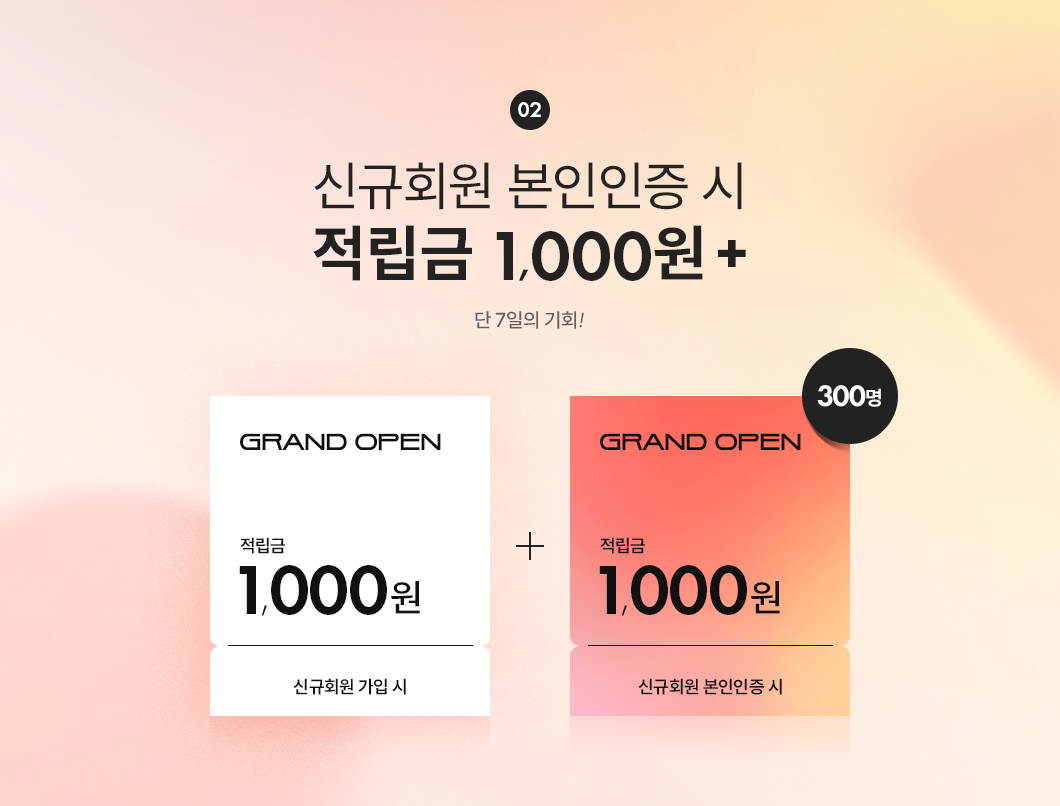 02
신규회원 본인인증 시
적립금 1,000원+
단 7일의 기회!
300명
GRAND OPEN
적립금
1,000원
신규회원 가입 시
+
GRAND OPEN
적립금
1,000원
신규회원 본인인증 시